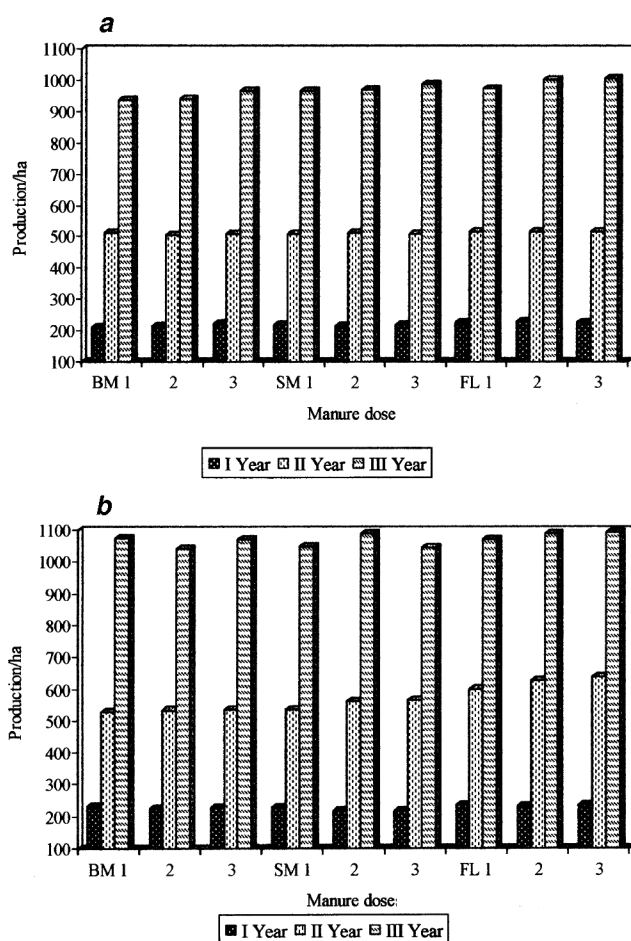 a
1100
1000
900
800
700
600
500
400
300
200
100
Production/ha
BM 1 2 3 SM 1 2 3 FL 1 2 3
Manure dose
I Year II Year III Year
b
1100
1000
900
800
700
600
500
400
300
200
100
Production/ha
BM 1 2 3 SM 1 2 3 FL 1 2 3
Manure dose
I Year II Year III Year